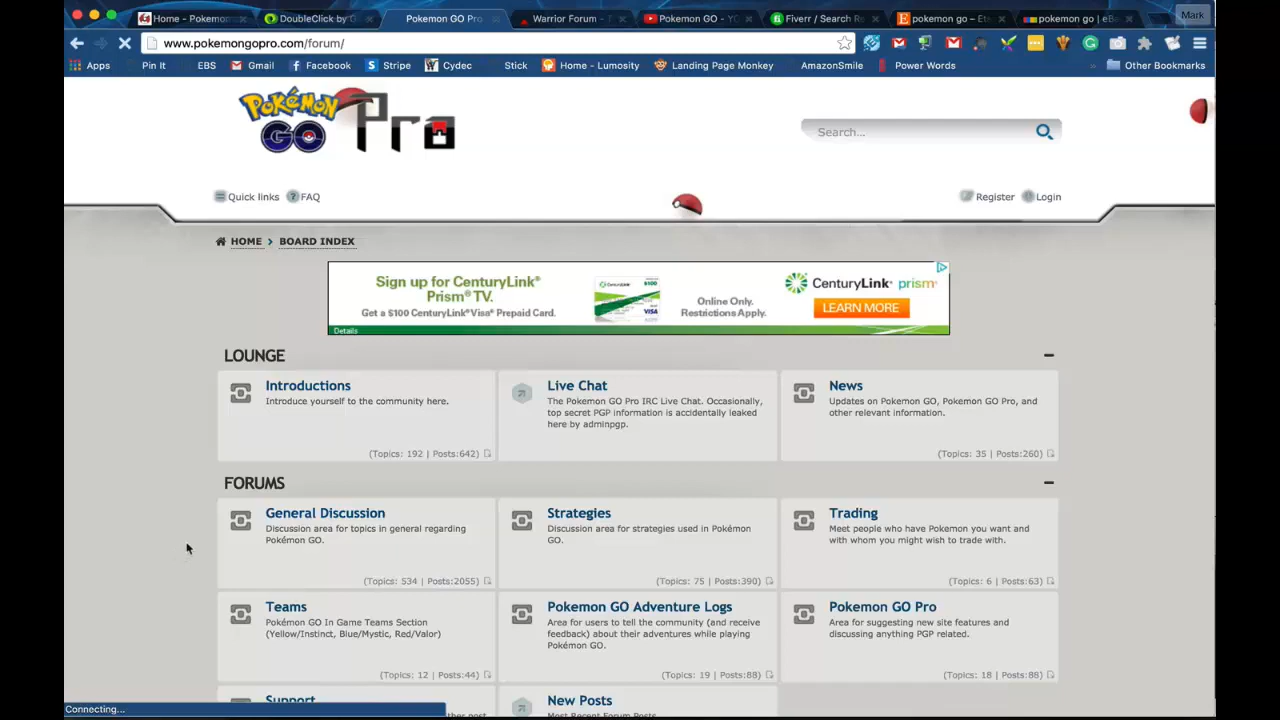 Home - Pokemon
DoubleClick by G
Pokemon GO Pro
Warrior Forum -
Pokemon GO - YO
Fiverr / Search Re
pokemon go – Ets
pokemon go | eBa
Mark
www.pokemongopro.com/forum/
Apps
Pin It
EBS
Gmail
Facebook
Stripe
Cydec
Stick
Home - Lumosity
Landing Page Monkey
AmazonSmile
Power Words
»
Other Bookmarks
POKéMON GO Pro
Search...
Quick links
FAQ
Register
Login
HOME > BOARD INDEX
Sign up for CenturyLink®
Prism® TV.
Get a $100 CenturyLink® Visa® Prepaid Card.
Details
$100
VISA
Online Only.
Restrictions Apply.
CenturyLink® prism®
LEARN MORE
LOUNGE
Introductions
Introduce yourself to the community here.
(Topics: 192 | Posts:642)
Live Chat
The Pokemon GO Pro IRC Live Chat. Occasionally,
top secret PGP information is accidentally leaked
here by adminpgp.
News
Updates on Pokemon GO, Pokemon GO Pro, and
other relevant information.
(Topics: 35 | Posts:260)
FORUMS
General Discussion
Discussion area for topics in general regarding
Pokémon GO.
(Topics: 534 | Posts:2055)
Strategies
Discussion area for strategies used in Pokémon
GO.
(Topics: 75 | Posts:390)
Trading
Meet people who have Pokemon you want and
with whom you might wish to trade with.
(Topics: 6 | Posts:63)
Teams
Pokémon GO In Game Teams Section
(Yellow/Instinct, Blue/Mystic, Red/Valor)
(Topics: 12 | Posts:44)
Pokemon GO Adventure Logs
Area for users to tell the community (and receive
feedback) about their adventures while playing
Pokémon GO.
(Topics: 19 | Posts:88)
Pokemon GO Pro
Area for suggesting new site features and
discussing anything PGP related.
(Topics: 18 | Posts:88)
Support
New Posts
Most Recent Forum Posts
Connecting...